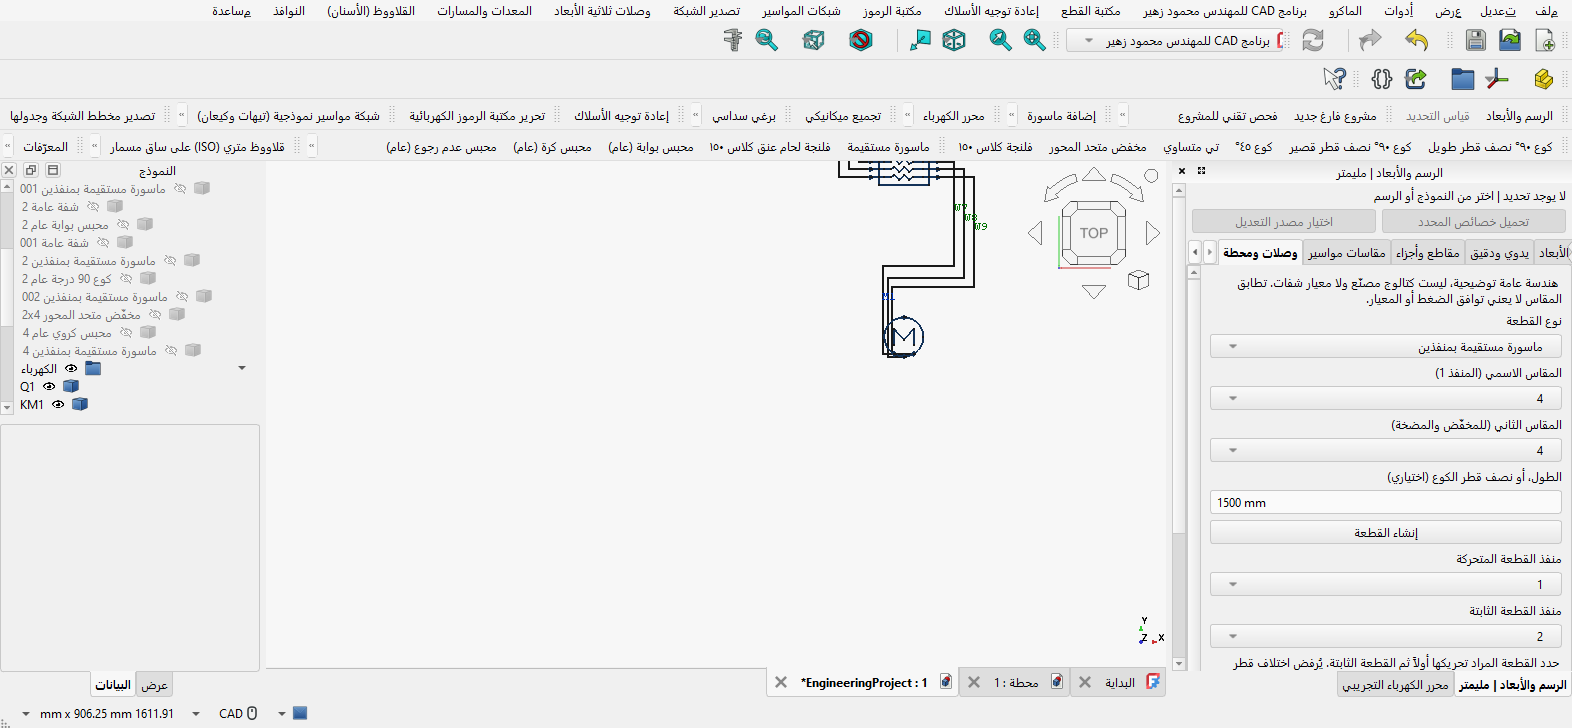 ملف تعديل عرض أدوات الماكرو برنامج CAD للمهندس محمود زهير مكتبة القطع إعادة توجيه الأسلاك مكتبة الرموز شبكات المواسير تصدير الشبكة وصلات ثلاثية الأبعاد المعدات والمسارات القلاووظ (الأسنان) النوافذ مساعدة
برنامج CAD للمهندس محمود زهير
الرسم والأبعاد قياس التحديد مشروع فارغ جديد فحص تقني للمشروع « إضافة ماسورة « محرر الكهرباء « تجميع ميكانيكي برغي سداسي « إعادة توجيه الأسلاك تحرير مكتبة الرموز الكهربائية شبكة مواسير نموذجية (تيهات وكيعان) « تصدير مخطط الشبكة وجدولها
كوع ٩٠° نصف قطر طويل كوع ٩٠° نصف قطر قصير كوع ٤٥° تي متساوي مخفض متحد المحور فلنجة كلاس ١٥٠ ماسورة مستقيمة فلنجة لحام عنق كلاس ١٥٠ محبس بوابة (عام) محبس كرة (عام) محبس عدم رجوع (عام) « قلاووظ متري (ISO) على ساق مسمار « المعرّفات «
النموذج
ماسورة مستقيمة بمنفذين 001
شفة عامة 2
محبس بوابة عام 2
شفة عامة 001
ماسورة مستقيمة بمنفذين 2
كوع 90 درجة عام 2
ماسورة مستقيمة بمنفذين 002
مخفّض متحد المحور 2x4
محبس كروي عام 4
ماسورة مستقيمة بمنفذين 4
الكهرباء
Q1
KM1
عرض البيانات
W7
W8
W9
M1
M
TOP
Y
Z X
الرسم والأبعاد | مليمتر
لا يوجد تحديد | اختر من النموذج أو الرسم
تحميل خصائص المحدد اختيار مصدر التعديل
الأبعاد يدوي ودقيق مقاطع وأجزاء مقاسات مواسير وصلات ومحطة
هندسة عامة توضيحية، ليست كتالوج مصنّع ولا معيار شفات. تطابق
المقاس لا يعني توافق الضغط أو المعيار.
نوع القطعة
ماسورة مستقيمة بمنفذين
المقاس الاسمي (المنفذ 1)
4
المقاس الثاني (للمخفّض والمضخة)
4
الطول، أو نصف قطر الكوع (اختياري)
1500 mm
إنشاء القطعة
منفذ القطعة المتحركة
1
منفذ القطعة الثابتة
2
حدد القطعة المراد تحريكها أولاً ثم القطعة الثابتة. يُرفض اختلاف قطر
الرسم والأبعاد | مليمتر محرر الكهرباء التجريبي
البداية محطة : 1 EngineeringProject : 1*
CAD 1611.91 mm x 906.25 mm